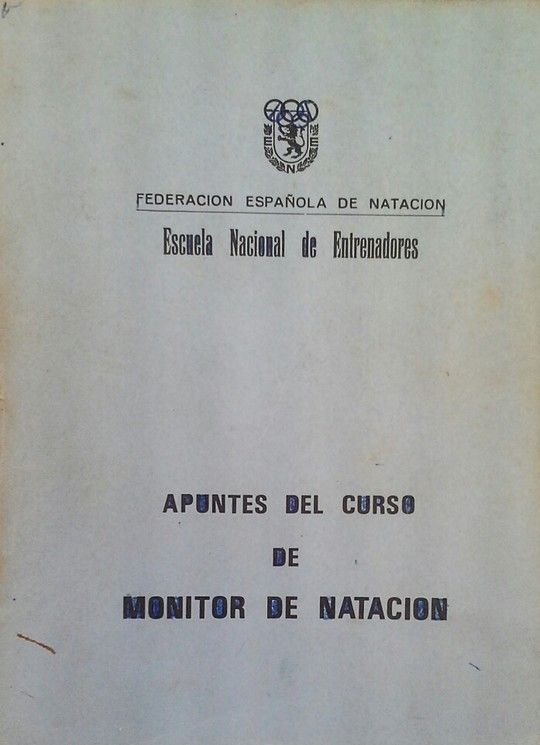 E N E
FEDERACION ESPAÑOLA DE NATACION
Escuela Nacional de Entrenadores
APUNTES DEL CURSO
DE
MONITOR DE NATACION